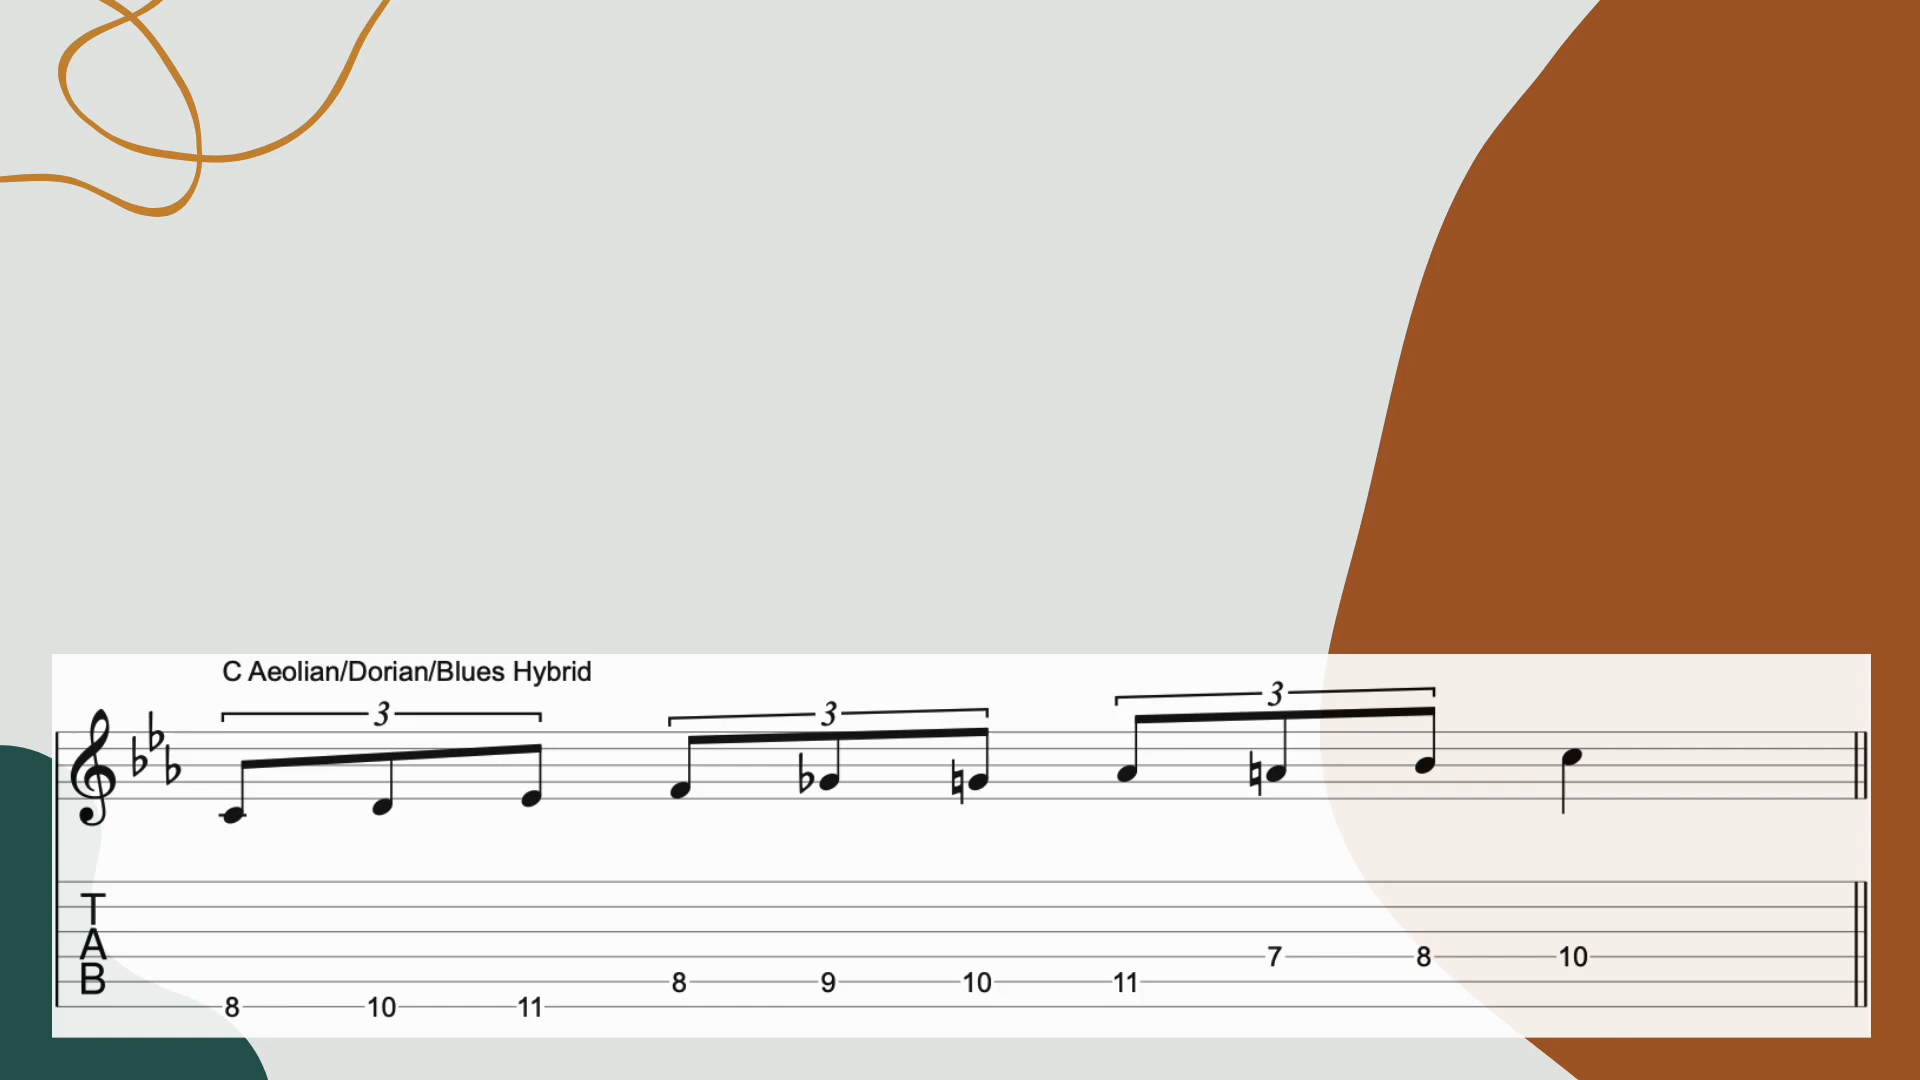 C Aeolian/Dorian/Blues Hybrid
3 3 3
T
A
B
7 8 10
8 9 10 11
8 10 11